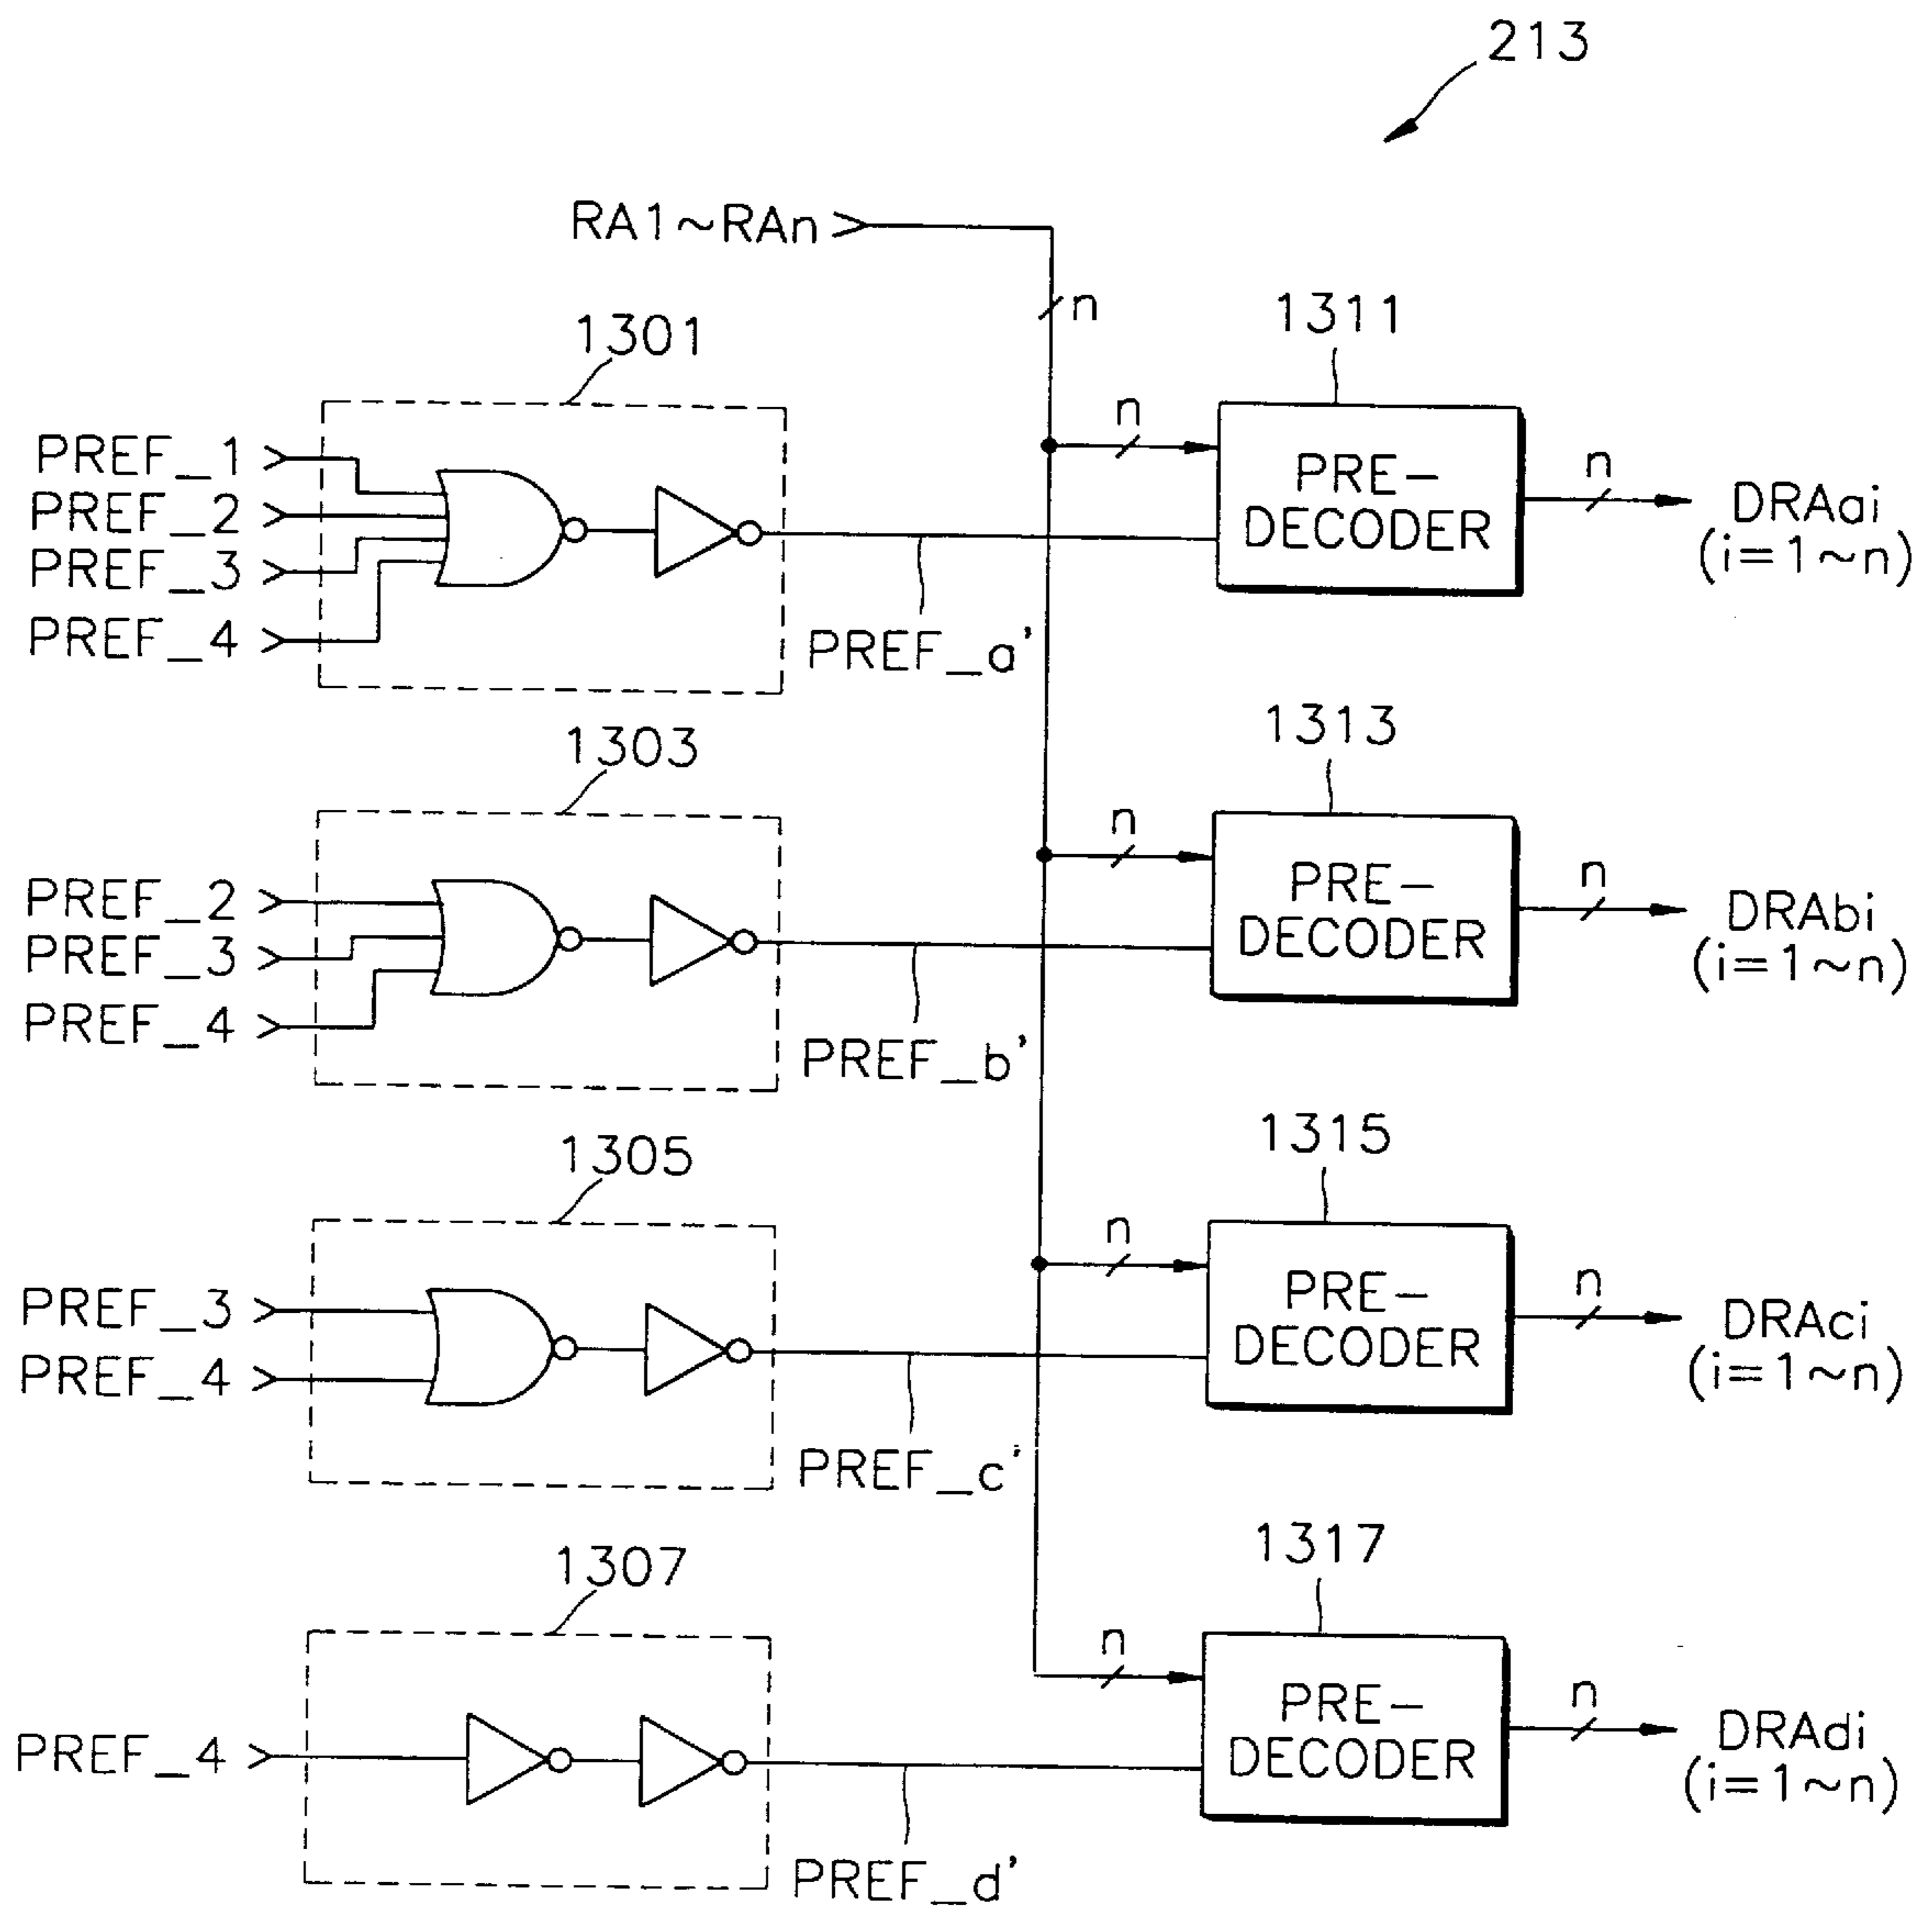 213
RA1~RAn
n
1301
1311
PREF_1
PREF_2
PREF_3
PREF_4
n
PRE-
DECODER
n
DRAai
(i=1~n)
PREF_a'
1303
1313
PREF_2
PREF_3
PREF_4
n
PRE-
DECODER
n
DRAbi
(i=1~n)
PREF_b'
1305
1315
PREF_3
PREF_4
n
PRE-
DECODER
n
DRAci
(i=1~n)
PREF_c'
1307
1317
PREF_4
n
PRE-
DECODER
n
DRAdi
(i=1~n)
PREF_d'